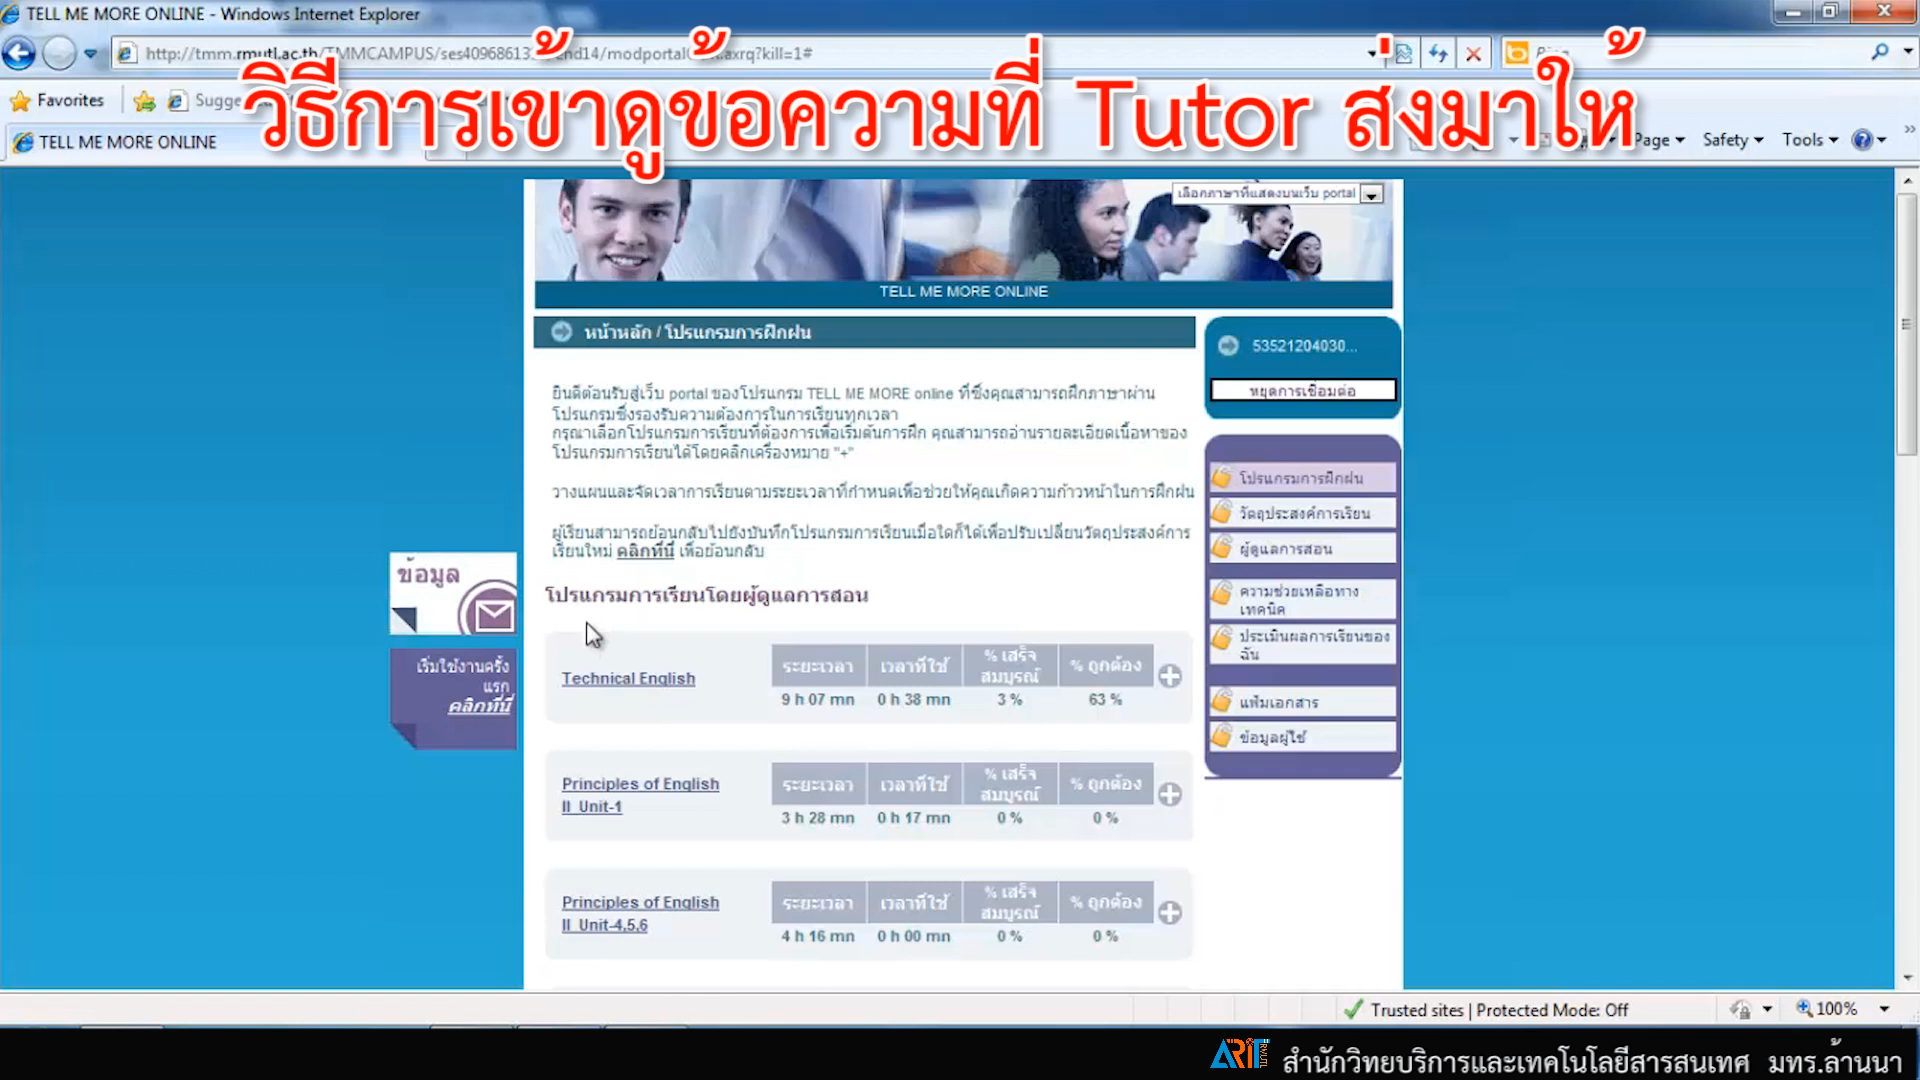 TELL ME MORE ONLINE - Windows Internet Explorer
วิธีการเข้าดูข้อความที่ Tutor ส่งมาให้
Favorites
TELL ME MORE ONLINE
Page
Safety
Tools
เลือกภาษาที่แสดงบนเว็บ portal
TELL ME MORE ONLINE
หน้าหลัก / โปรแกรมการฝึกฝน
ยินดีต้อนรับสู่เว็บ portal ของโปรแกรม TELL ME MORE online ที่ซึ่งคุณสามารถฝึกภาษาผ่าน
โปรแกรมซึ่งรองรับความต้องการในการเรียนทุกเวลา
กรุณาเลือกโปรแกรมการเรียนที่ต้องการเพื่อเริ่มต้นการฝึก คุณสามารถอ่านรายละเอียดเนื้อหาของ
โปรแกรมการเรียนได้โดยคลิกเครื่องหมาย "+"
วางแผนและจัดเวลาการเรียนตามระยะเวลาที่กำหนดเพื่อช่วยให้คุณเกิดความก้าวหน้าในการฝึกฝน
ผู้เรียนสามารถย้อนกลับไปยังบันทึกโปรแกรมการเรียนเมื่อใดก็ได้เพื่อปรับเปลี่ยนวัตถุประสงค์การ
เรียนใหม่ คลิกที่นี่ เพื่อย้อนกลับ
โปรแกรมการเรียนโดยผู้ดูแลการสอน
Technical English
ระยะเวลา เวลาที่ใช้ % เสร็จสมบูรณ์ % ถูกต้อง
9 h 07 mn 0 h 38 mn 3 % 63 %
Principles of English
II_Unit-1
ระยะเวลา เวลาที่ใช้ % เสร็จสมบูรณ์ % ถูกต้อง
3 h 28 mn 0 h 17 mn 0 % 0 %
Principles of English
II_Unit-4,5,6
ระยะเวลา เวลาที่ใช้ % เสร็จสมบูรณ์ % ถูกต้อง
4 h 16 mn 0 h 00 mn 0 % 0 %
ข้อมูล
เริ่มใช้งานครั้ง
แรก
คลิกที่นี่
53521204030...
หยุดการเชื่อมต่อ
โปรแกรมการฝึกฝน
วัตถุประสงค์การเรียน
ผู้ดูแลการสอน
ความช่วยเหลือทาง
เทคนิค
ประเมินผลการเรียนของ
ฉัน
แฟ้มเอกสาร
ข้อมูลผู้ใช้
Trusted sites | Protected Mode: Off
100%
ARIT สำนักวิทยบริการและเทคโนโลยีสารสนเทศ มทร.ล้านนา